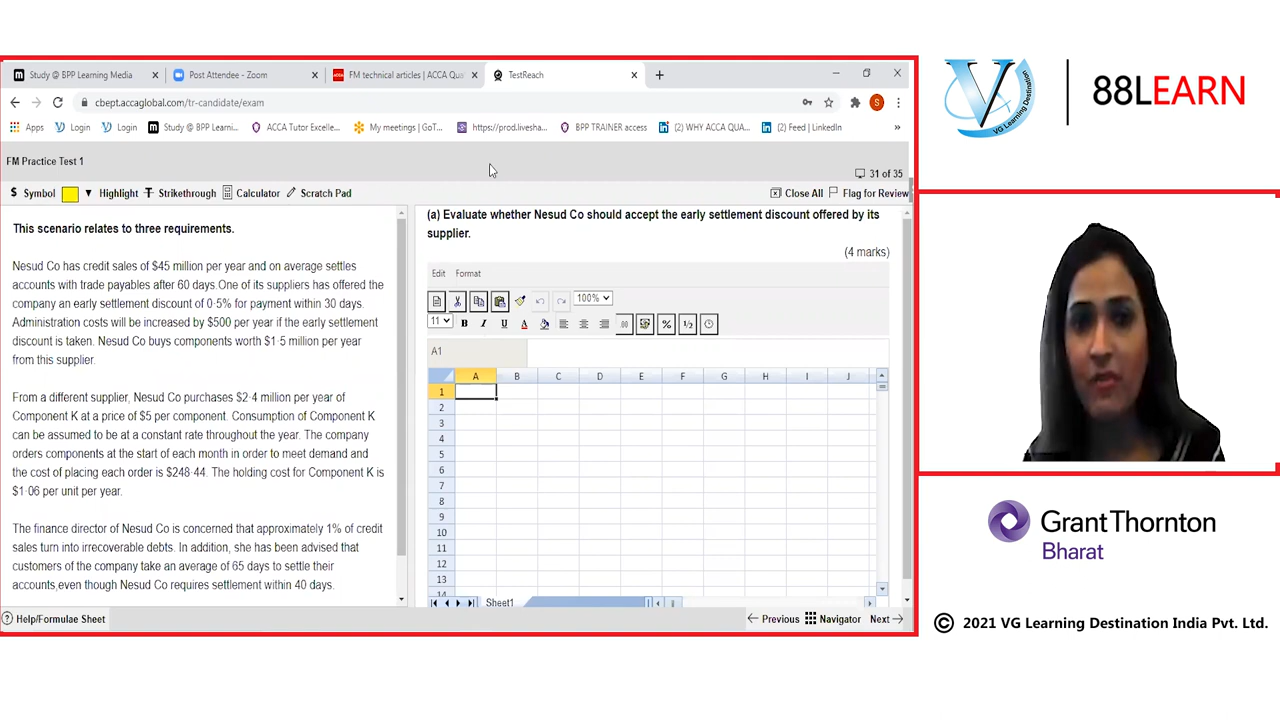 Study @ BPP Learning Media
Post Attendee - Zoom
FM technical articles | ACCA Qua
TestReach
cbept.accaglobal.com/tr-candidate/exam
Apps
Login
Login
Study @ BPP Learni...
ACCA Tutor Excelle...
My meetings | GoT...
https://prod.livesha...
BPP TRAINER access
(2) WHY ACCA QUA...
(2) Feed | LinkedIn
FM Practice Test 1
31 of 35
$ Symbol
Highlight
Strikethrough
Calculator
Scratch Pad
Close All
Flag for Review
This scenario relates to three requirements.
Nesud Co has credit sales of $45 million per year and on average settles
accounts with trade payables after 60 days.One of its suppliers has offered the
company an early settlement discount of 0·5% for payment within 30 days.
Administration costs will be increased by $500 per year if the early settlement
discount is taken. Nesud Co buys components worth $1·5 million per year
from this supplier.
From a different supplier, Nesud Co purchases $2·4 million per year of
Component K at a price of $5 per component. Consumption of Component K
can be assumed to be at a constant rate throughout the year. The company
orders components at the start of each month in order to meet demand and
the cost of placing each order is $248·44. The holding cost for Component K is
$1·06 per unit per year.
The finance director of Nesud Co is concerned that approximately 1% of credit
sales turn into irrecoverable debts. In addition, she has been advised that
customers of the company take an average of 65 days to settle their
accounts,even though Nesud Co requires settlement within 40 days.
(a) Evaluate whether Nesud Co should accept the early settlement discount offered by its
supplier.
(4 marks)
Edit Format
100%
11 B I U A .00 % 1/2
A1
A B C D E F G H I J
1
2
3
4
5
6
7
8
9
10
11
12
13
14
Sheet1
Help/Formulae Sheet
Previous
Navigator
Next
V
VG Learning Destination
88LEARN
Grant Thornton
Bharat
© 2021 VG Learning Destination India Pvt. Ltd.